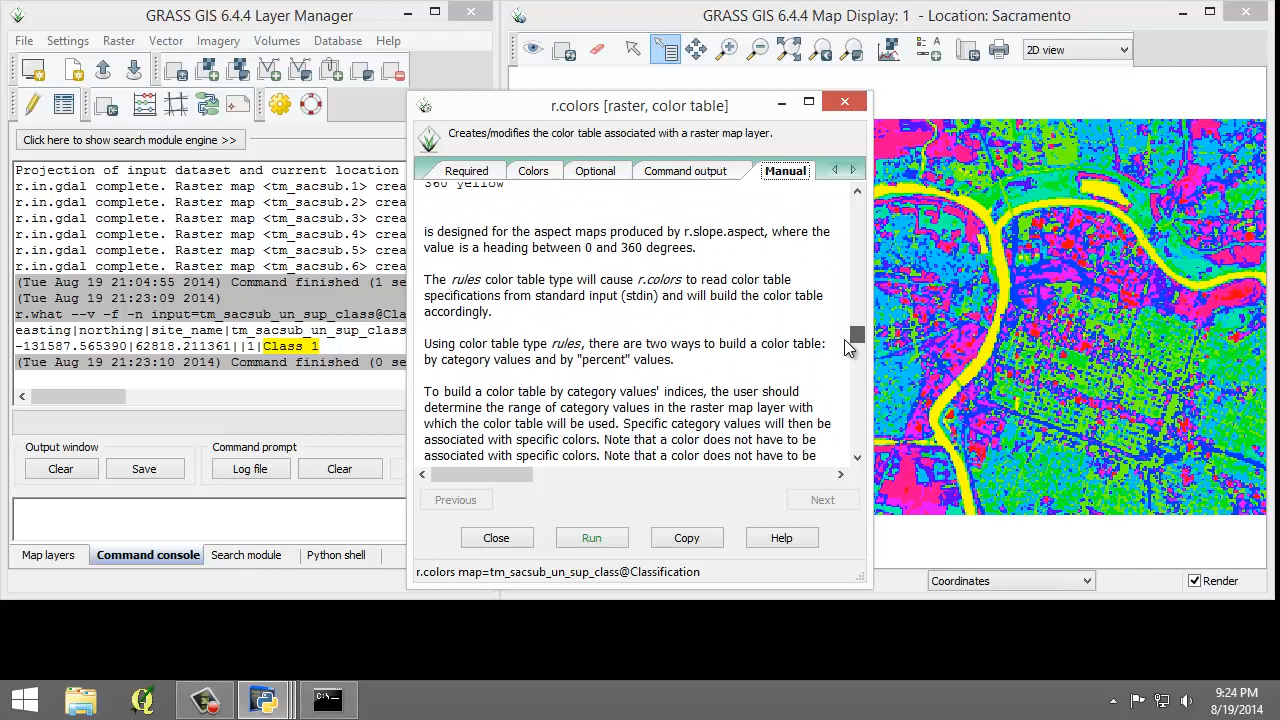 GRASS GIS 6.4.4 Layer Manager
File Settings Raster Vector Imagery Volumes Database Help
Click here to show search module engine >>
Projection of input dataset and current location
r.in.gdal complete. Raster map <tm_sacsub.1> crea
r.in.gdal complete. Raster map <tm_sacsub.2> crea
r.in.gdal complete. Raster map <tm_sacsub.3> crea
r.in.gdal complete. Raster map <tm_sacsub.4> crea
r.in.gdal complete. Raster map <tm_sacsub.5> crea
r.in.gdal complete. Raster map <tm_sacsub.6> crea
(Tue Aug 19 21:04:55 2014) Command finished (1 se
(Tue Aug 19 21:23:09 2014)
r.what --v -f -n input=tm_sacsub_un_sup_class@Cla
easting|northing|site_name|tm_sacsub_un_sup_class
(Tue Aug 19 21:23:09 2014) Command finished (0 se
Output window
Command prompt
Clear
Save
Log file
Clear
Map layers
Command console
Search module
Python shell
GRASS GIS 6.4.4 Map Display: 1 - Location: Sacramento
2D view
r.colors [raster, color table]
Creates/modifies the color table associated with a raster map layer.
Required
Colors
Optional
Command output
Manual
360 yellow
is designed for the aspect maps produced by r.slope.aspect, where the
value is a heading between 0 and 360 degrees.
The rules color table type will cause r.colors to read color table
specifications from standard input (stdin) and will build the color table
accordingly.
Using color table type rules, there are two ways to build a color table:
by category values and by "percent" values.
To build a color table by category values' indices, the user should
determine the range of category values in the raster map layer with
which the color table will be used. Specific category values will then be
associated with specific colors. Note that a color does not have to be
associated with specific colors. Note that a color does not have to be
Previous
Next
Close
Run
Copy
Help
r.colors map=tm_sacsub_un_sup_class@Classification
Coordinates
Render
9:24 PM
8/19/2014